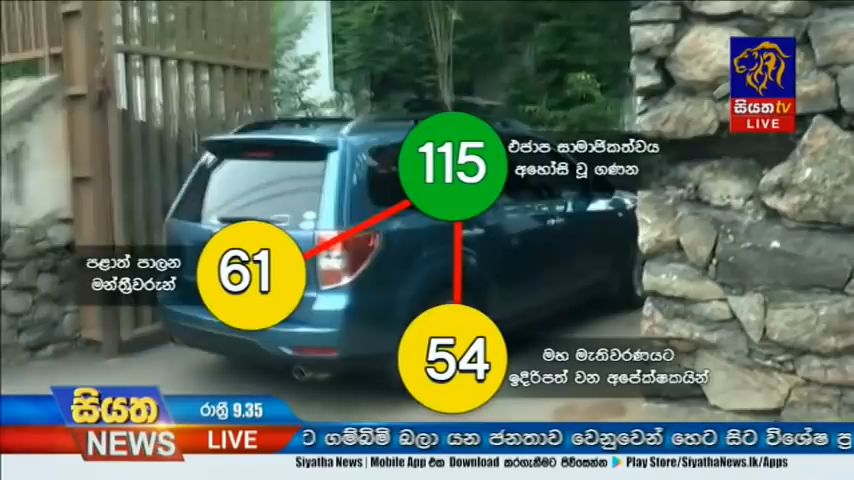 සියත tv
LIVE
115
එජාප සාමාජිකත්වය
අහෝසි වූ ගණන
61
පළාත් පාලන
මන්ත්‍රීවරුන්
54
මහ මැතිවරණයට
ඉදිරිපත් වන අපේක්ෂකයින්
සියත
NEWS
රාත්‍රී 9.35
LIVE
ට ගම්බිම් බලා යන ජනතාව වෙනුවෙන් හෙට සිට විශේෂ ප්‍ර
Siyatha News | Mobile App එක Download කරගැනීමට පිවිසෙන්න Play Store/SiyathaNews.lk/Apps